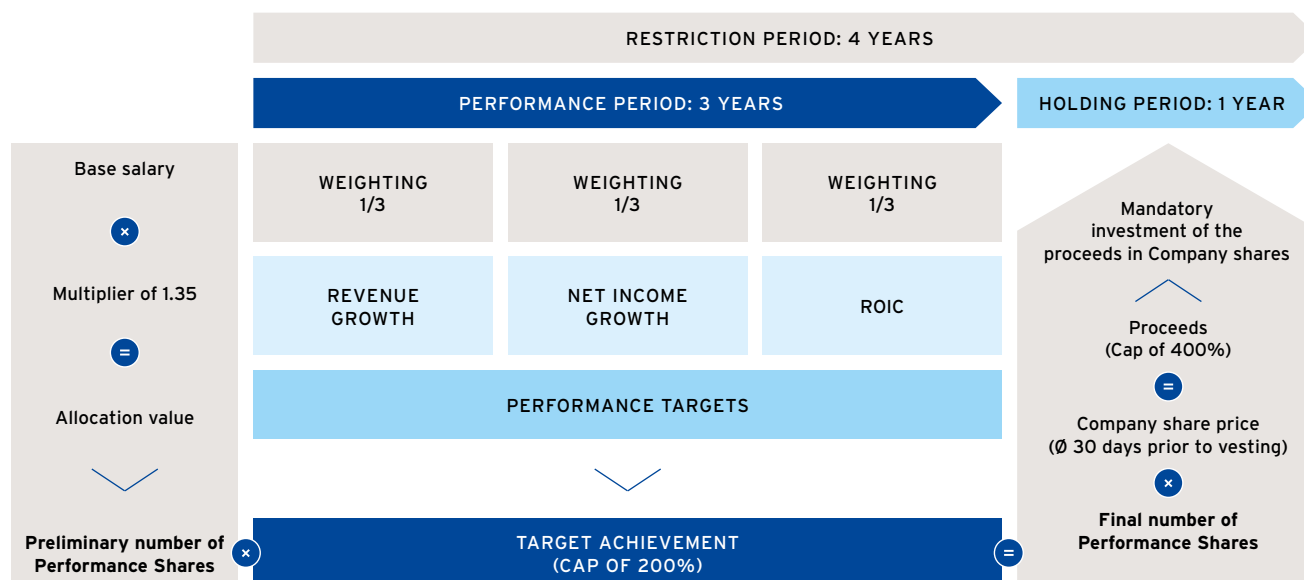 RESTRICTION PERIOD: 4 YEARS
PERFORMANCE PERIOD: 3 YEARS
HOLDING PERIOD: 1 YEAR
Base salary
×
Multiplier of 1.35
=
Allocation value
Preliminary number of
Performance Shares
×
WEIGHTING
1/3
WEIGHTING
1/3
WEIGHTING
1/3
REVENUE
GROWTH
NET INCOME
GROWTH
ROIC
PERFORMANCE TARGETS
TARGET ACHIEVEMENT
(CAP OF 200%)
=
Mandatory
investment of the
proceeds in Company shares
Proceeds
(Cap of 400%)
=
Company share price
(Ø 30 days prior to vesting)
×
Final number of
Performance Shares